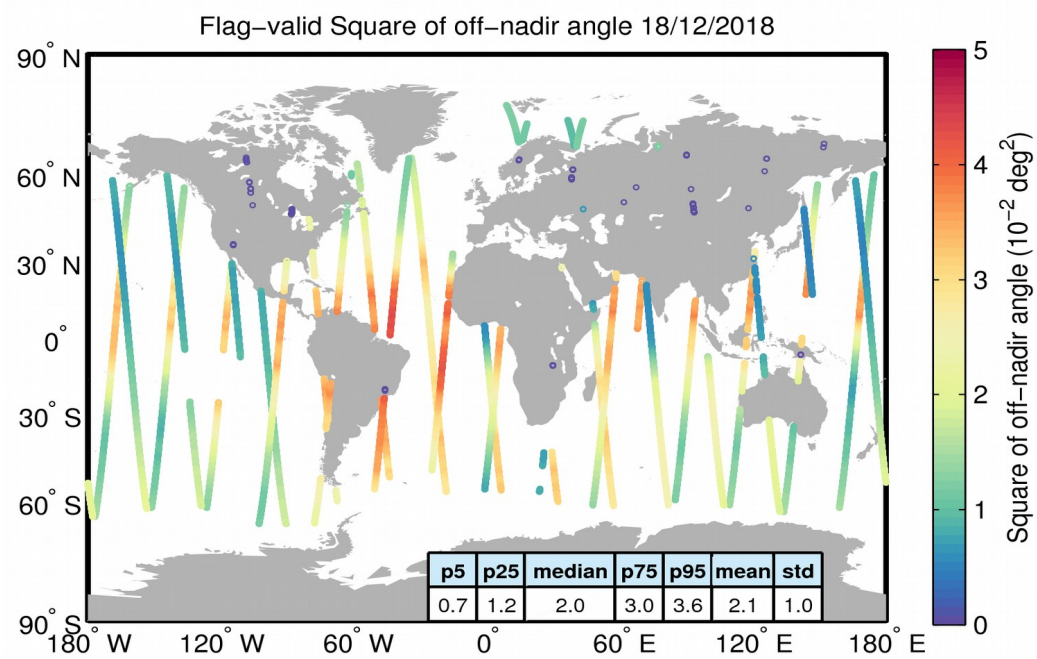 Flag−valid Square of off−nadir angle 18/12/2018
90° N
60° N
30° N
0°
30° S
60° S
90° S
180° W
120° W
60° W
0°
60° E
120° E
180° E
p5 p25 median p75 p95 mean std
0.7 1.2 2.0 3.0 3.6 2.1 1.0
5
4
3
2
1
0
Square of off−nadir angle (10⁻² deg²)